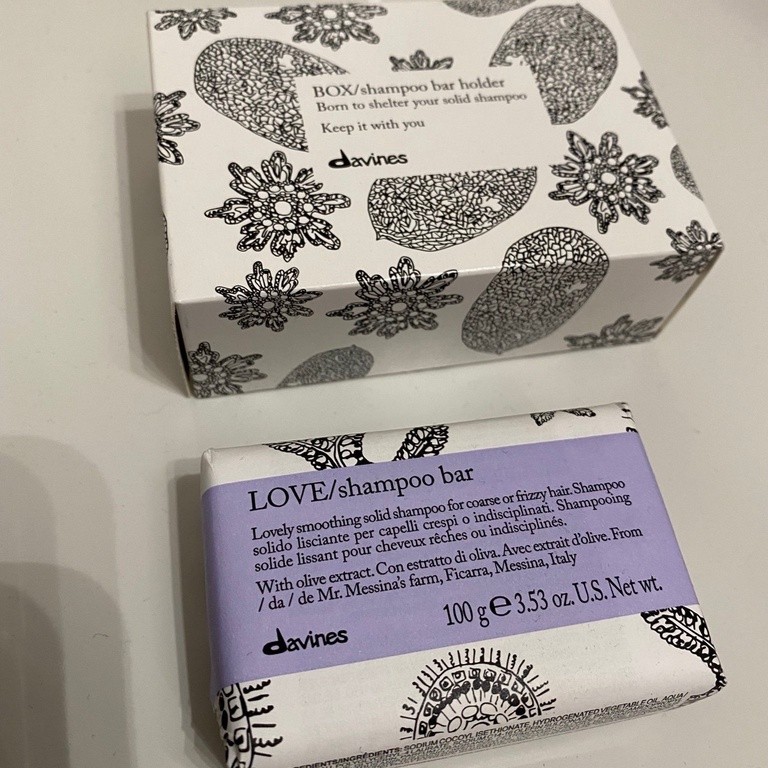 BOX/shampoo bar holder
Born to shelter your solid shampoo
Keep it with you
davines
LOVE/shampoo bar
Lovely smoothing solid shampoo for coarse or frizzy hair. Shampoo
solido lisciante per capelli crespi o indisciplinati. Shampooing
solide lissant pour cheveux rêches ou indisciplinés.
With olive extract. Con estratto di oliva. Avec extrait d'olive. From
/ da / de Mr. Messina's farm, Ficarra, Messina, Italy
davines
100 g e 3.53 oz. U.S. Net wt.
SODIUM COCOYL ISETHIONATE, HYDROGENATED VEGETABLE OIL, AQUA/